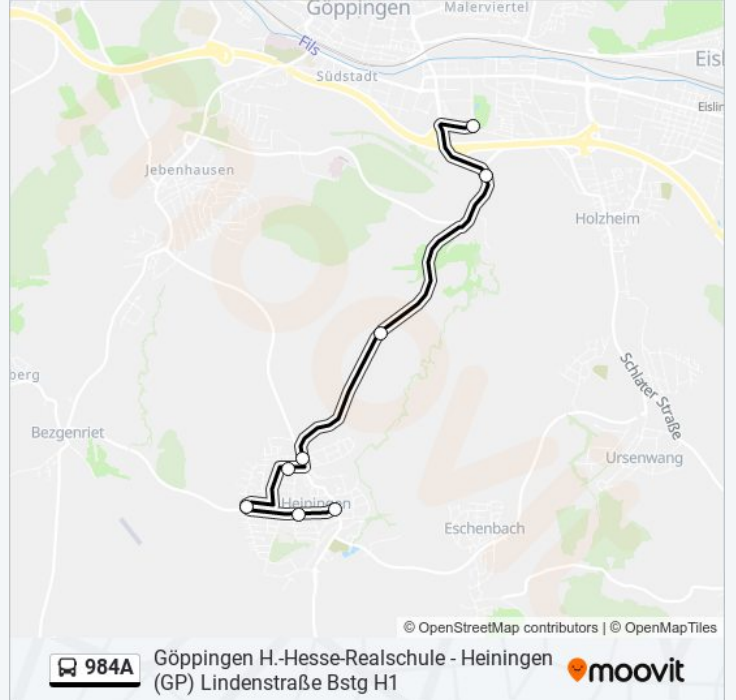 Göppingen
Malerviertel
Fils
Südstadt
Eisl
Eislin
Jebenhausen
Holzheim
berg
Schlater Straße
Bezgenriet
Ursenwang
Heiningen
Eschenbach
© OpenStreetMap contributors | © OpenMapTiles
984A
Göppingen H.-Hesse-Realschule - Heiningen
(GP) Lindenstraße Bstg H1
moovit